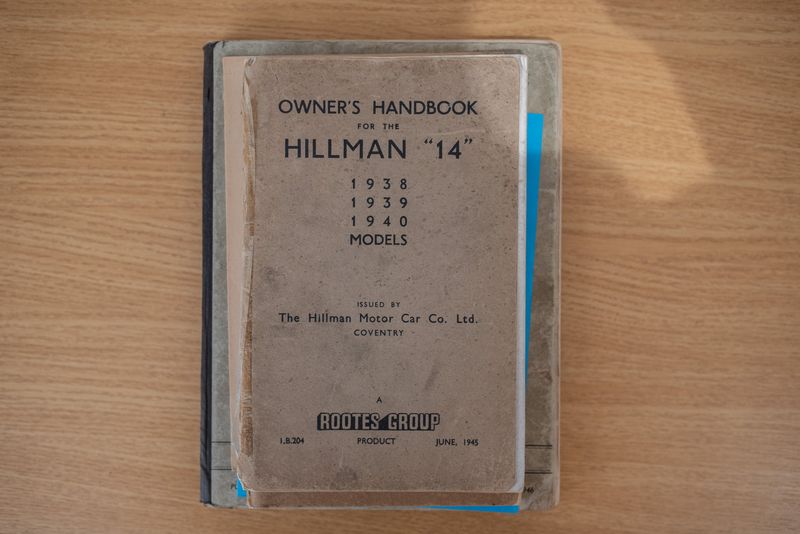 OWNER'S HANDBOOK
FOR THE
HILLMAN "14"
1938
1939
1940
MODELS
ISSUED BY
The Hillman Motor Car Co. Ltd.
COVENTRY
A
ROOTES GROUP
I.B.204 PRODUCT JUNE, 1945